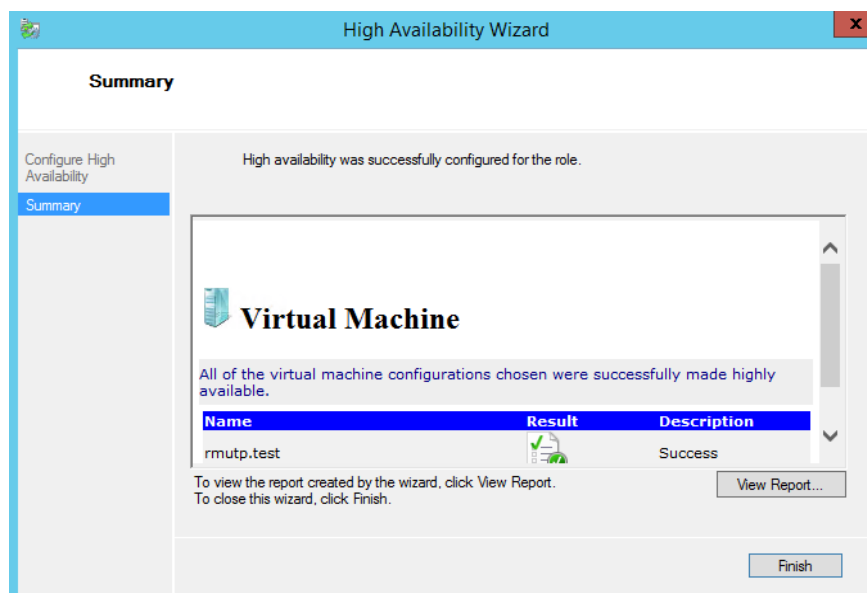 High Availability Wizard
x
Summary
Configure High
Availability
Summary
High availability was successfully configured for the role.
Virtual Machine
All of the virtual machine configurations chosen were successfully made highly
available.
Name Result Description
rmutp.test Success
To view the report created by the wizard, click View Report.
To close this wizard, click Finish.
View Report...
Finish